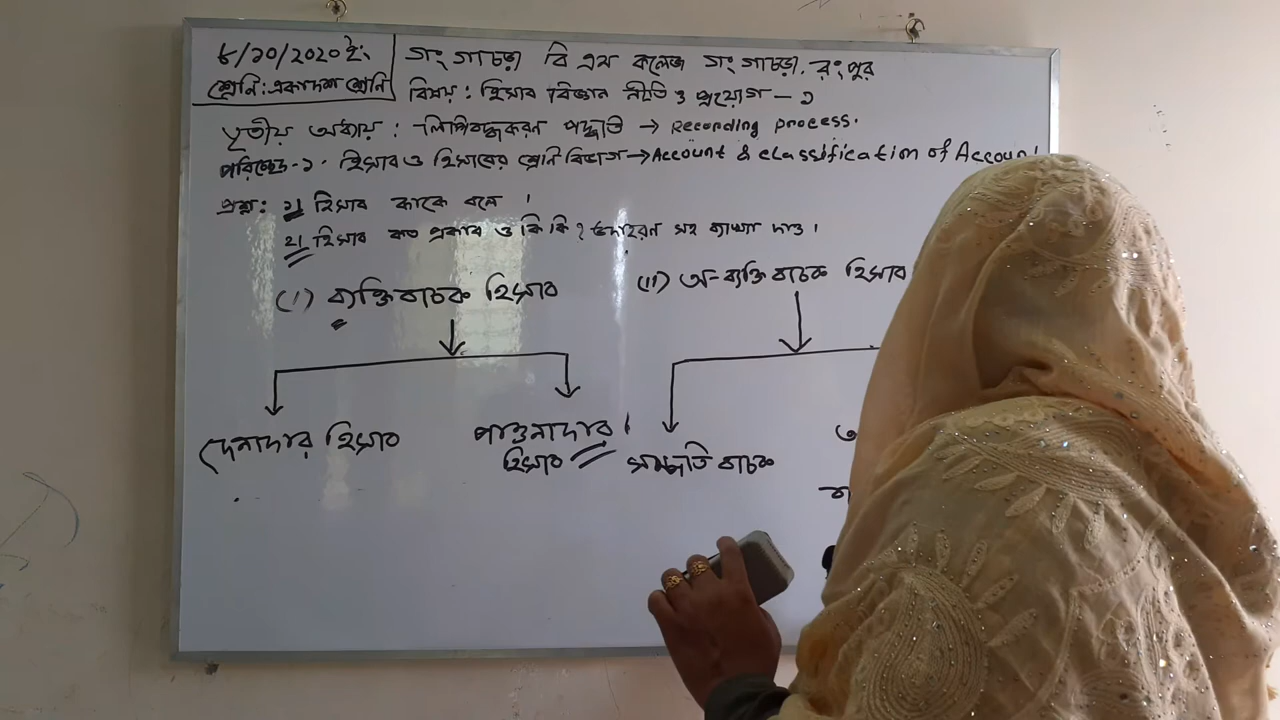 ৮/১০/২০২০ইং
শ্রেণি: একাদশ শ্রেণি
গংগাচড়া বি এম কলেজ গংগাচড়া, রংপুর
বিষয়: হিসাব বিজ্ঞান নীতি ও প্রয়োগ - ১
তৃতীয় অধ্যায়: লিপিবদ্ধকরন পদ্ধতি → Recording process.
পরিচ্ছেদ-১. হিসাব ও হিসাবের শ্রেনিবিভাগ → Account & classification of Account
প্রশ্ন: ১। হিসাব কাকে বলে ।
২। হিসাব কত প্রকার ও কি কি? উদাহরন সহ ব্যাখ্যা দাও।
(i) ব্যক্তিবাচক হিসাব
(ii) অ-ব্যক্তি বাচক হিসাব
দেনাদার হিসাব
পাওনাদার।
হিসাব
সম্পত্তি বাচক